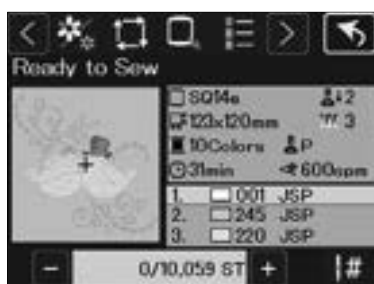 Ready to Sew
SQ14e 2
123x120mm 3
10Colors P
31min 600spm
1. 001 JSP
2. 245 JSP
3. 220 JSP
− 0/10,059 ST + #